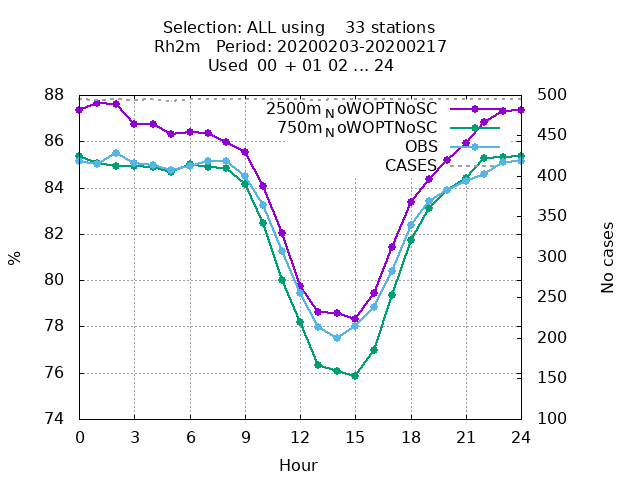 Selection: ALL using    33 stations
Rh2m   Period: 20200203-20200217
Used  00 + 01 02 ... 24
88 500
2500m_NoWOPTNoSC
750m_NoWOPTNoSC
OBS
CASES
86 450
84 400
82 350
80 300
78 250
76 200
74 150
100
%
No cases
0 3 6 9 12 15 18 21 24
Hour